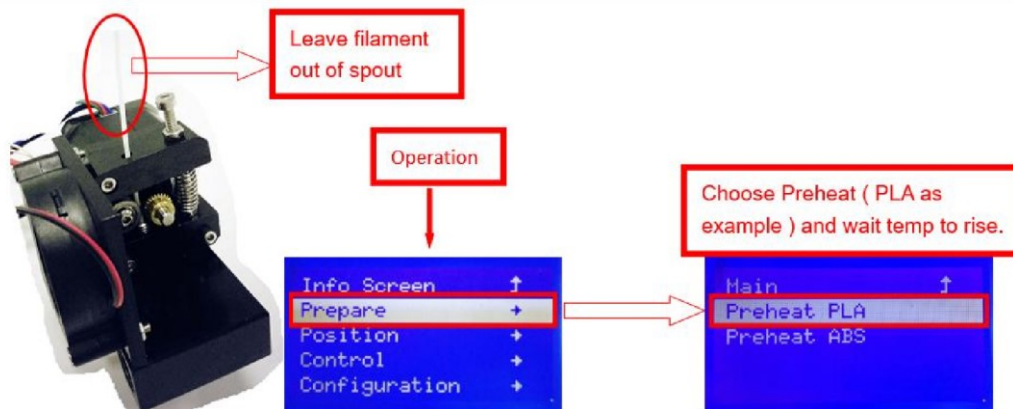 Leave filament
out of spout
Operation
Choose Preheat ( PLA as
example ) and wait temp to rise.
Info Screen ↥
Prepare →
Position →
Control →
Configuration →
Main ↥
Preheat PLA
Preheat ABS